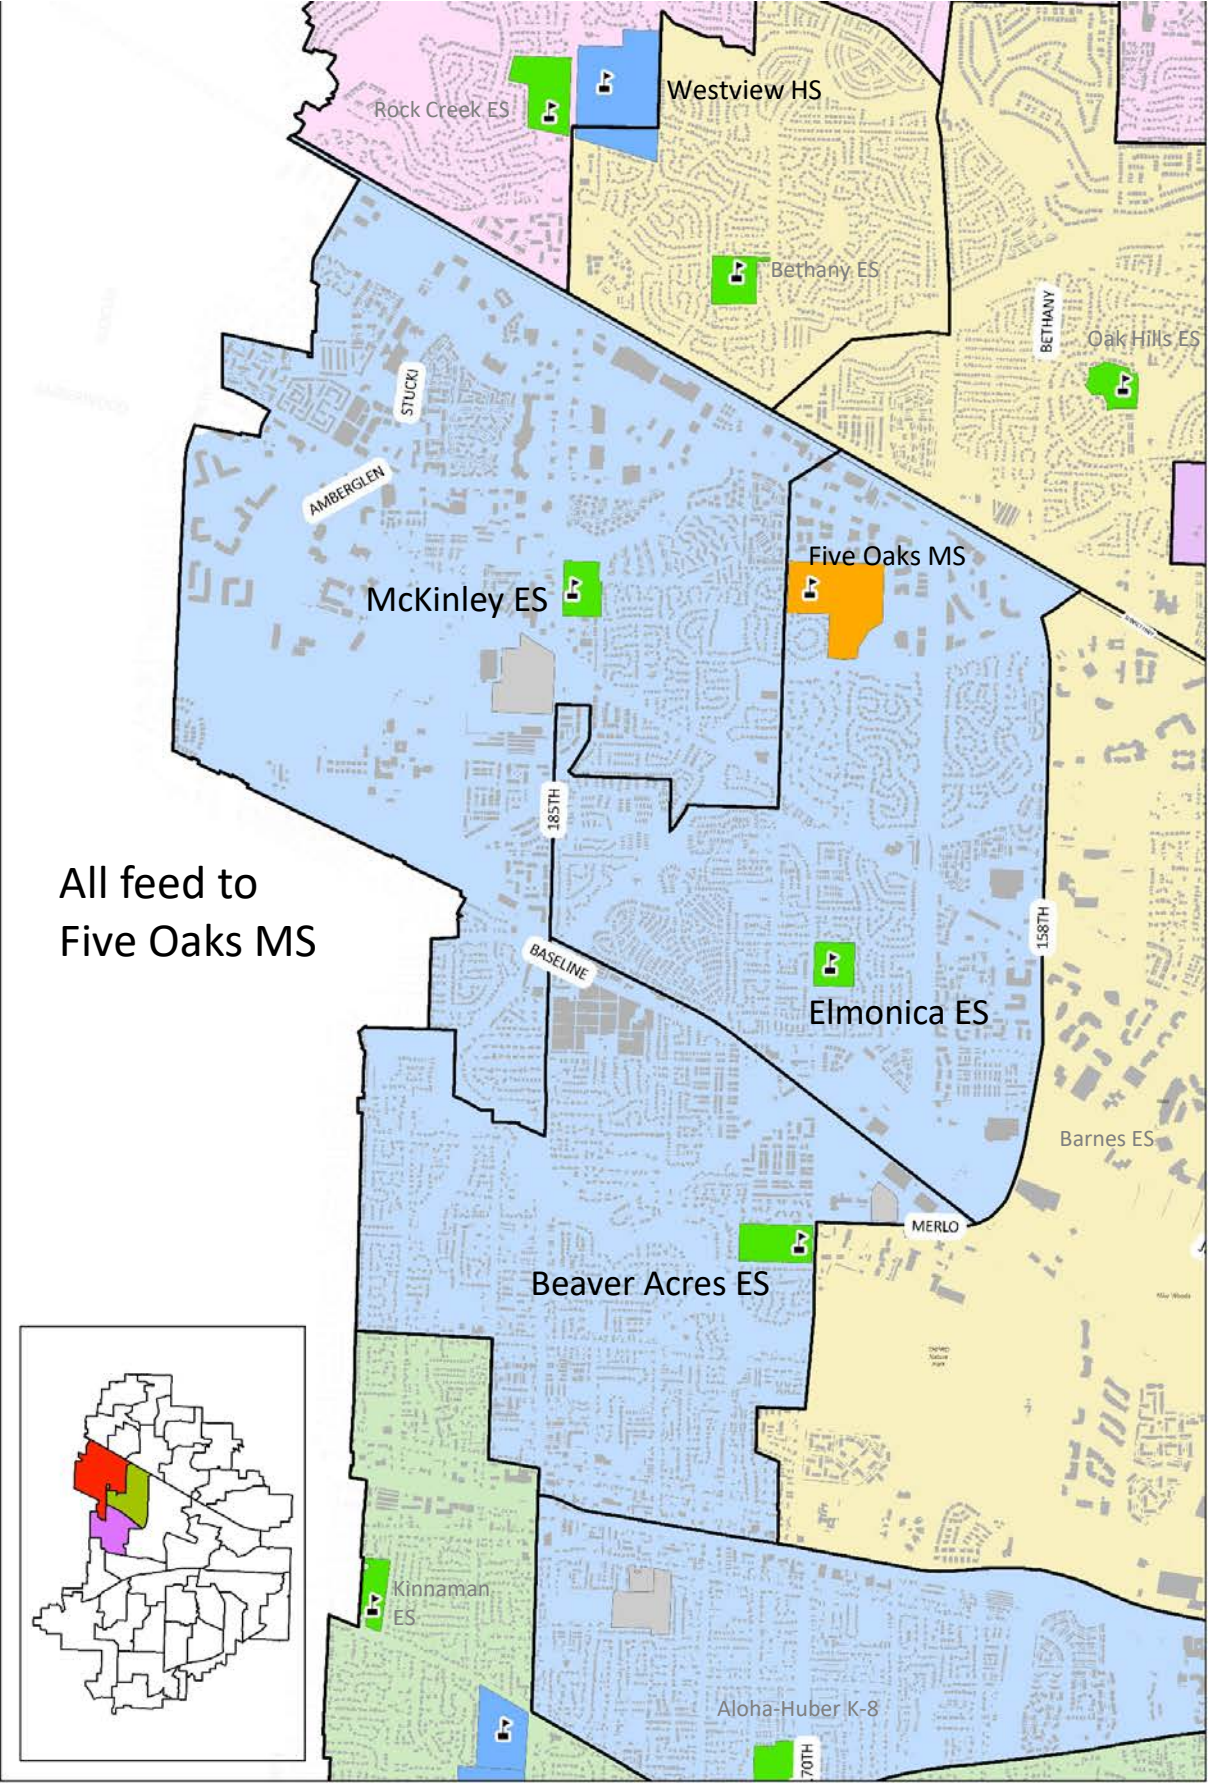 Westview HS
Rock Creek ES
Bethany ES
BETHANY
Oak Hills ES
STUCKI
AMBERGLEN
Five Oaks MS
McKinley ES
185TH
All feed to
Five Oaks MS
158TH
BASELINE
Elmonica ES
Barnes ES
MERLO
Beaver Acres ES
Kinnaman
ES
Aloha-Huber K-8
70TH